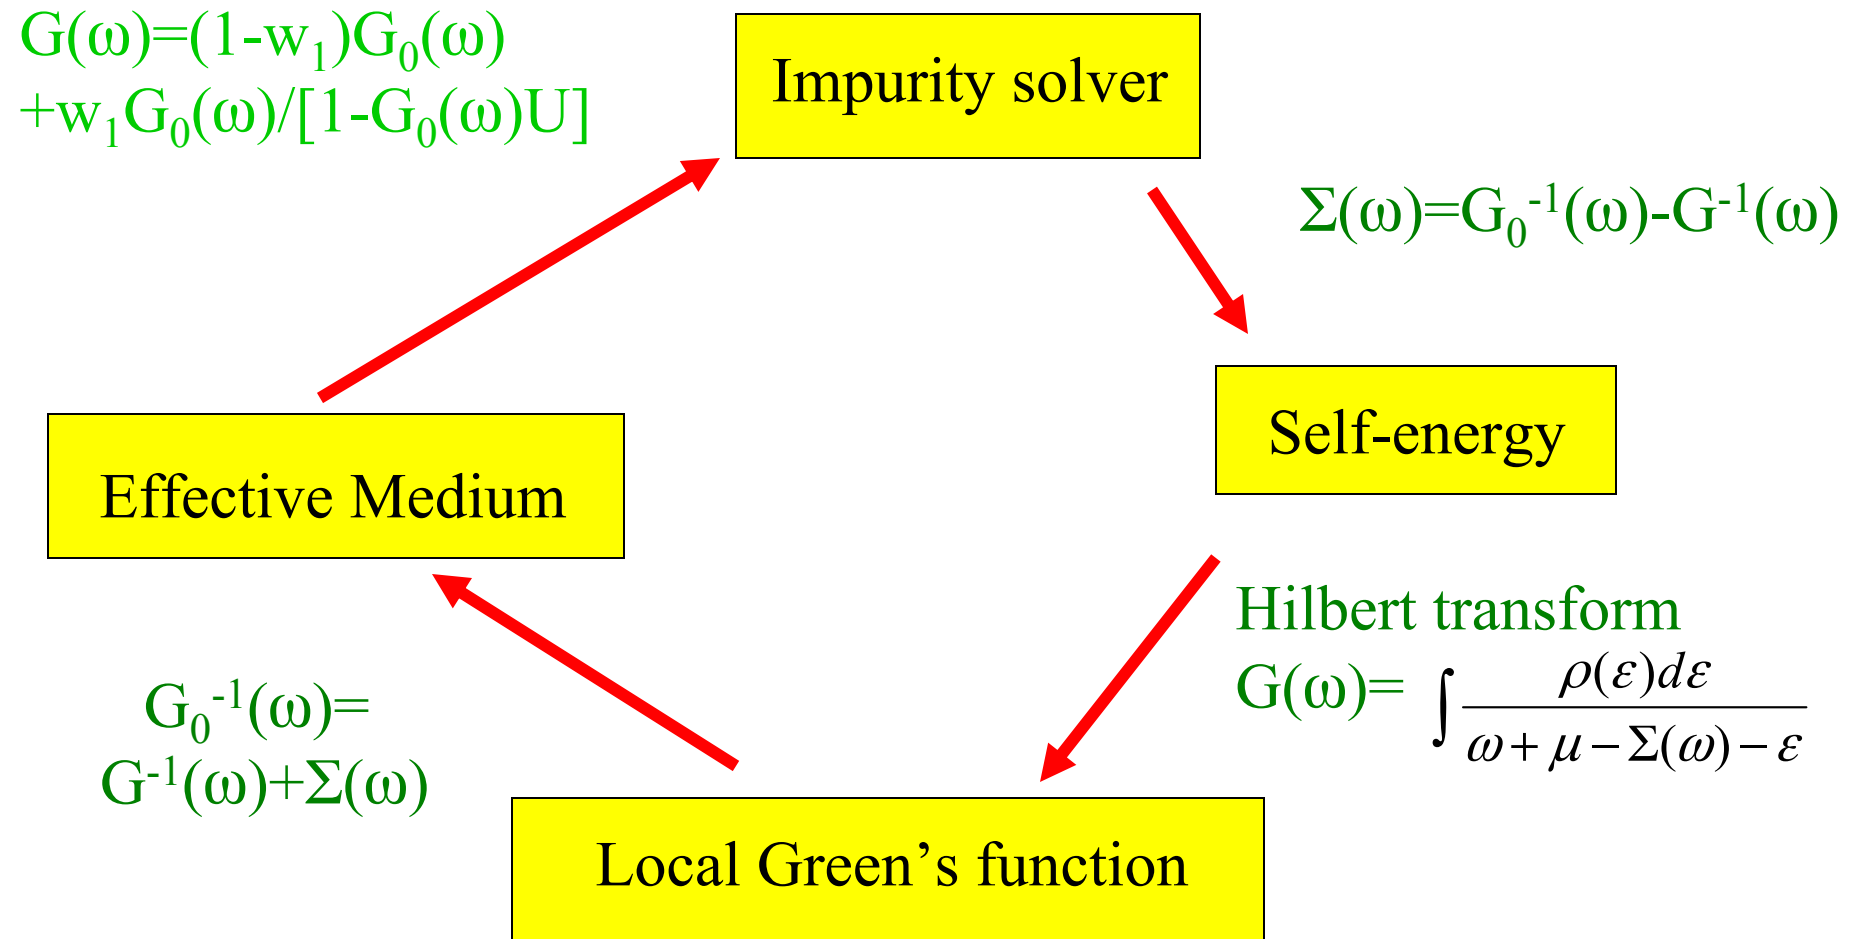 G(ω)=(1-w₁)G₀(ω)
+w₁G₀(ω)/[1-G₀(ω)U]
Impurity solver
Σ(ω)=G₀⁻¹(ω)-G⁻¹(ω)
Self-energy
Effective Medium
Hilbert transform
G(ω)= ∫ρ(ε)dε/(ω+μ−Σ(ω)−ε)
G₀⁻¹(ω)=
G⁻¹(ω)+Σ(ω)
Local Green’s function